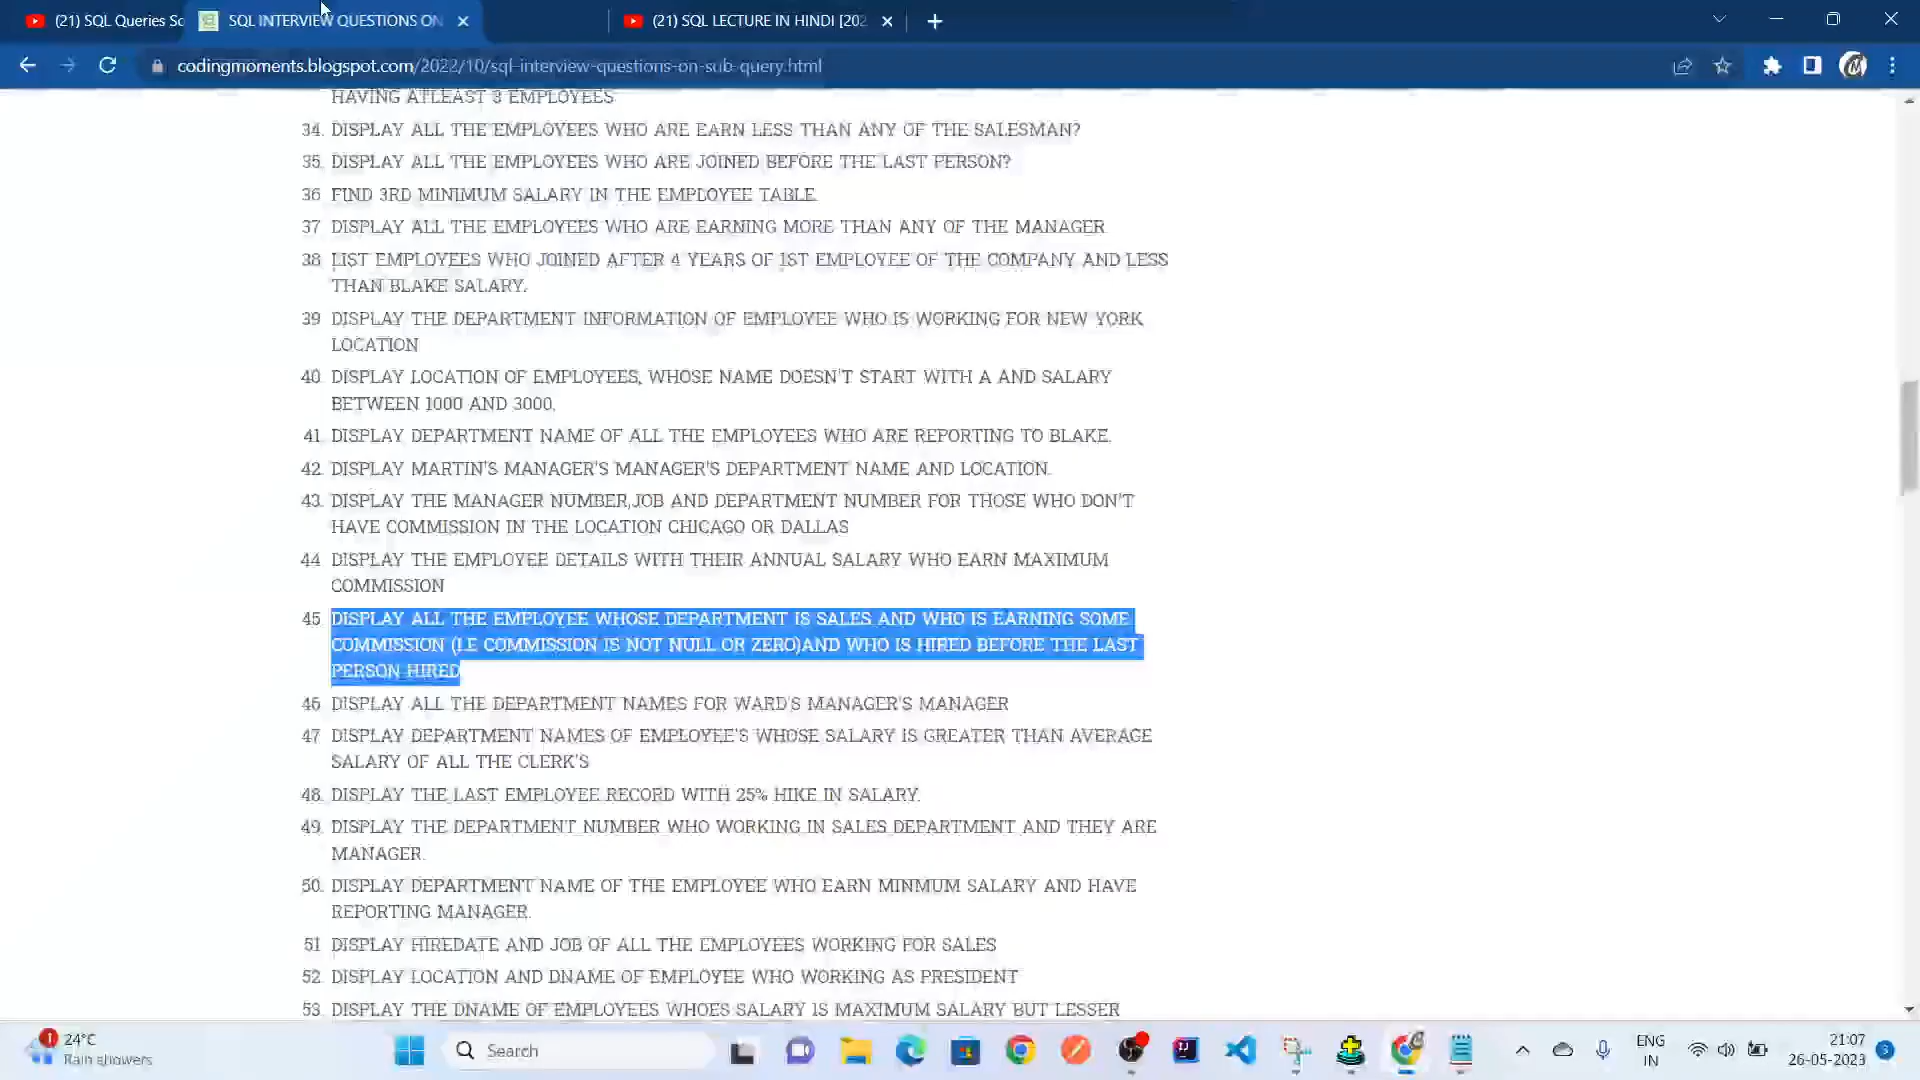 (21) SQL Queries So
SQL INTERVIEW QUESTIONS ON
(21) SQL LECTURE IN HINDI [202
codingmoments.blogspot.com/2022/10/sql-interview-questions-on-sub-query.html
HAVING ATLEAST 3 EMPLOYEES
34. DISPLAY ALL THE EMPLOYEES WHO ARE EARN LESS THAN ANY OF THE SALESMAN?
35. DISPLAY ALL THE EMPLOYEES WHO ARE JOINED BEFORE THE LAST PERSON?
36. FIND 3RD MINIMUM SALARY IN THE EMPLOYEE TABLE.
37. DISPLAY ALL THE EMPLOYEES WHO ARE EARNING MORE THAN ANY OF THE MANAGER
38. LIST EMPLOYEES WHO JOINED AFTER 4 YEARS OF 1ST EMPLOYEE OF THE COMPANY AND LESS
THAN BLAKE SALARY.
39. DISPLAY THE DEPARTMENT INFORMATION OF EMPLOYEE WHO IS WORKING FOR NEW YORK
LOCATION
40. DISPLAY LOCATION OF EMPLOYEES, WHOSE NAME DOESN'T START WITH A AND SALARY
BETWEEN 1000 AND 3000.
41. DISPLAY DEPARTMENT NAME OF ALL THE EMPLOYEES WHO ARE REPORTING TO BLAKE.
42. DISPLAY MARTIN'S MANAGER'S MANAGER'S DEPARTMENT NAME AND LOCATION.
43. DISPLAY THE MANAGER NUMBER,JOB AND DEPARTMENT NUMBER FOR THOSE WHO DON'T
HAVE COMMISSION IN THE LOCATION CHICAGO OR DALLAS
44. DISPLAY THE EMPLOYEE DETAILS WITH THEIR ANNUAL SALARY WHO EARN MAXIMUM
COMMISSION
45. DISPLAY ALL THE EMPLOYEE WHOSE DEPARTMENT IS SALES AND WHO IS EARNING SOME
COMMISSION (I.E COMMISSION IS NOT NULL OR ZERO)AND WHO IS HIRED BEFORE THE LAST
PERSON HIRED
46. DISPLAY ALL THE DEPARTMENT NAMES FOR WARD'S MANAGER'S MANAGER
47. DISPLAY DEPARTMENT NAMES OF EMPLOYEE'S WHOSE SALARY IS GREATER THAN AVERAGE
SALARY OF ALL THE CLERK'S
48. DISPLAY THE LAST EMPLOYEE RECORD WITH 25% HIKE IN SALARY.
49. DISPLAY THE DEPARTMENT NUMBER WHO WORKING IN SALES DEPARTMENT AND THEY ARE
MANAGER.
50. DISPLAY DEPARTMENT NAME OF THE EMPLOYEE WHO EARN MINMUM SALARY AND HAVE
REPORTING MANAGER.
51. DISPLAY HIREDATE AND JOB OF ALL THE EMPLOYEES WORKING FOR SALES
52. DISPLAY LOCATION AND DNAME OF EMPLOYEE WHO WORKING AS PRESIDENT
53. DISPLAY THE DNAME OF EMPLOYEES WHOES SALARY IS MAXIMUM SALARY BUT LESSER
1
24°C
Rain showers
Search
ENG
IN
21:07
26-05-2023
3